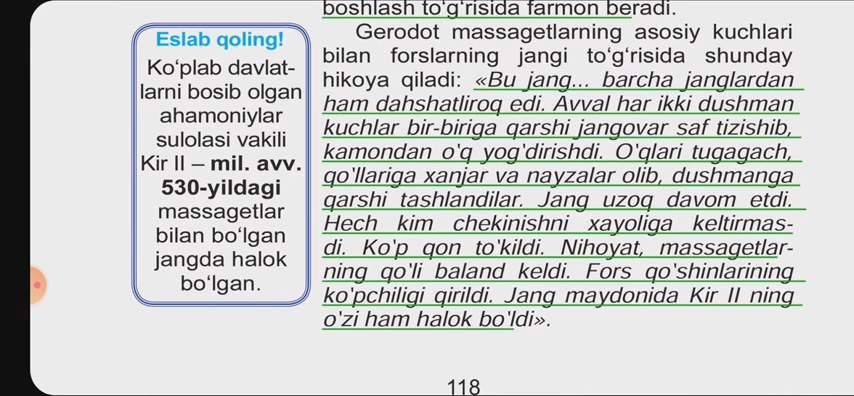 boshlash to‘g‘risida farmon beradi.
Eslab qoling!
Ko‘plab davlat-
larni bosib olgan
ahamoniylar
sulolasi vakili
Kir II – mil. avv.
530-yildagi
massagetlar
bilan bo‘lgan
jangda halok
bo‘lgan.
Gerodot massagetlarning asosiy kuchlari
bilan forslarning jangi to‘g‘risida shunday
hikoya qiladi: «Bu jang... barcha janglardan
ham dahshatliroq edi. Avval har ikki dushman
kuchlar bir-biriga qarshi jangovar saf tizishib,
kamondan o'q yog'dirishdi. O'qlari tugagach,
qo'llariga xanjar va nayzalar olib, dushmanga
qarshi tashlandilar. Jang uzoq davom etdi.
Hech kim chekinishni xayoliga keltirmas-
di. Ko'p qon to'kildi. Nihoyat, massagetlar-
ning qo'li baland keldi. Fors qo'shinlarining
ko'pchiligi qirildi. Jang maydonida Kir II ning
o'zi ham halok bo'ldi».
118